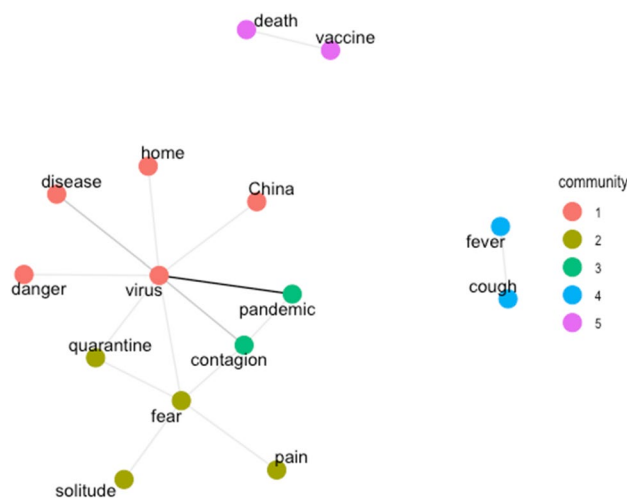 death
vaccine
home
disease
China
danger
virus
pandemic
quarantine
contagion
fear
pain
solitude
fever
cough
community
1
2
3
4
5